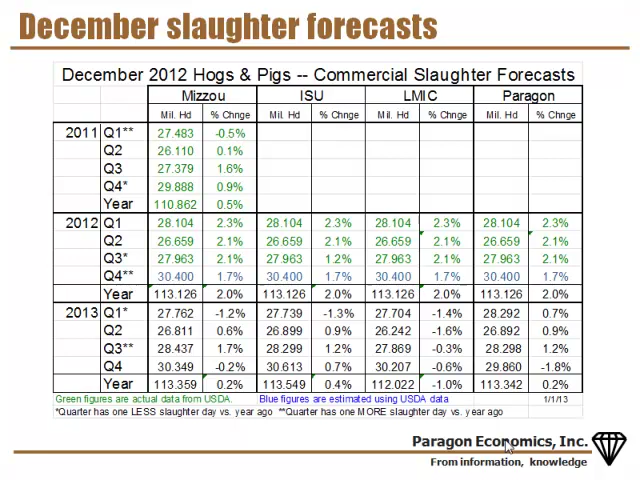 December slaughter forecasts
December 2012 Hogs & Pigs -- Commercial Slaughter Forecasts
Mizzou ISU LMIC Paragon
Mil. Hd % Chnge Mil. Hd % Chnge Mil. Hd % Chnge Mil. Hd % Chnge
2011 Q1** 27.483 -0.5%
Q2 26.110 0.1%
Q3 27.379 1.6%
Q4* 29.888 0.9%
Year 110.862 0.5%
2012 Q1 28.104 2.3% 28.104 2.3% 28.104 2.3% 28.104 2.3%
Q2 26.659 2.1% 26.659 2.1% 26.659 2.1% 26.659 2.1%
Q3* 27.963 2.1% 27.963 1.2% 27.963 2.1% 27.963 2.1%
Q4** 30.400 1.7% 30.400 1.7% 30.400 1.7% 30.400 1.7%
Year 113.126 2.0% 113.126 2.0% 113.126 2.0% 113.126 2.0%
2013 Q1* 27.762 -1.2% 27.739 -1.3% 27.704 -1.4% 28.292 0.7%
Q2 26.811 0.6% 26.899 0.9% 26.242 -1.6% 26.892 0.9%
Q3** 28.437 1.7% 28.299 1.2% 27.869 -0.3% 28.298 1.2%
Q4 30.349 -0.2% 30.613 0.7% 30.207 -0.6% 29.860 -1.8%
Year 113.359 0.2% 113.549 0.4% 112.022 -1.0% 113.342 0.2%
Green figures are actual data from USDA. Blue figures are estimated using USDA data 1/1/13
*Quarter has one LESS slaughter day vs. year ago **Quarter has one MORE slaughter day vs. year ago
Paragon Economics, Inc.
From information, knowledge